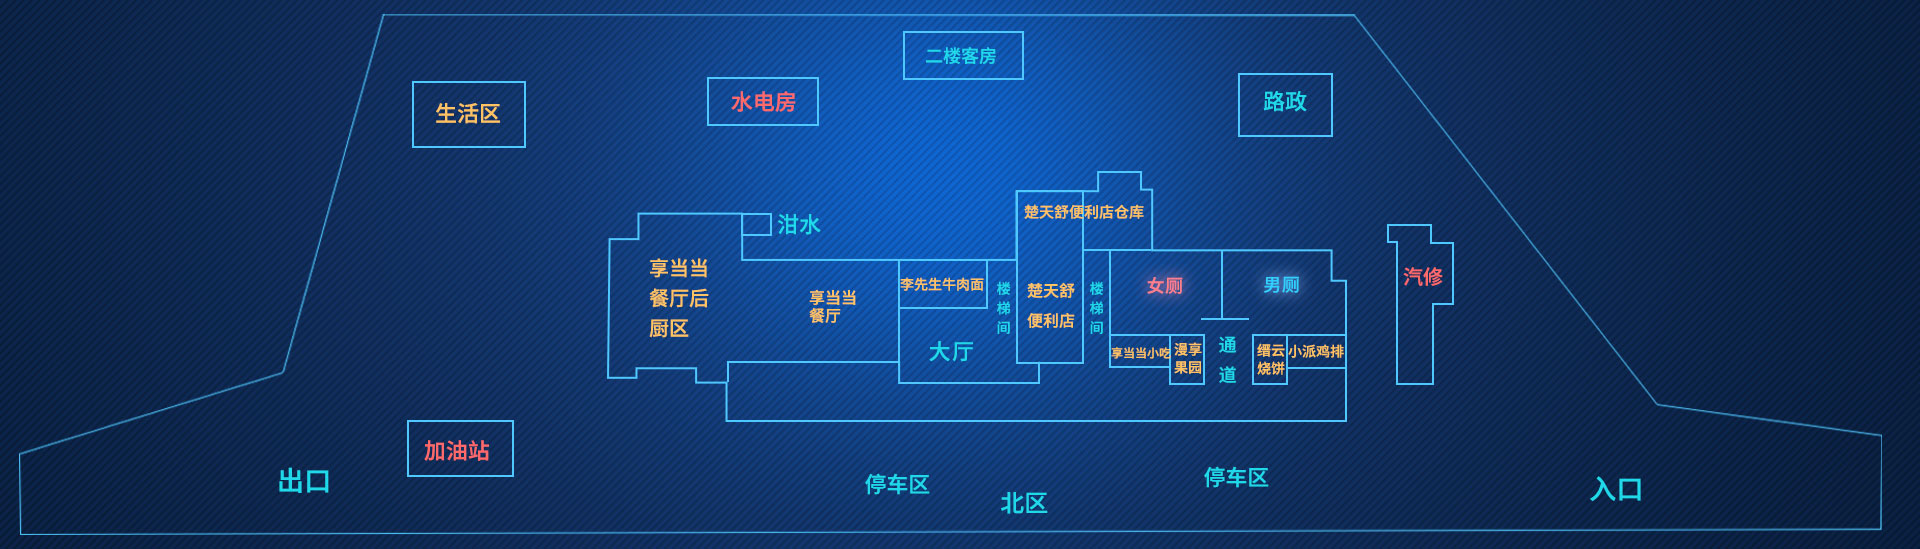 二楼客房
生活区
水电房
路政
楚天舒便利店仓库
泔水
享当当
餐厅后
厨区
享当当
餐厅
李先生牛肉面
大厅
楼
梯
间
楚天舒
便利店
楼
梯
间
女厕
男厕
汽修
享当当小吃
漫享
果园
通
道
缙云
烧饼
小派鸡排
加油站
出口
停车区
北区
停车区
入口